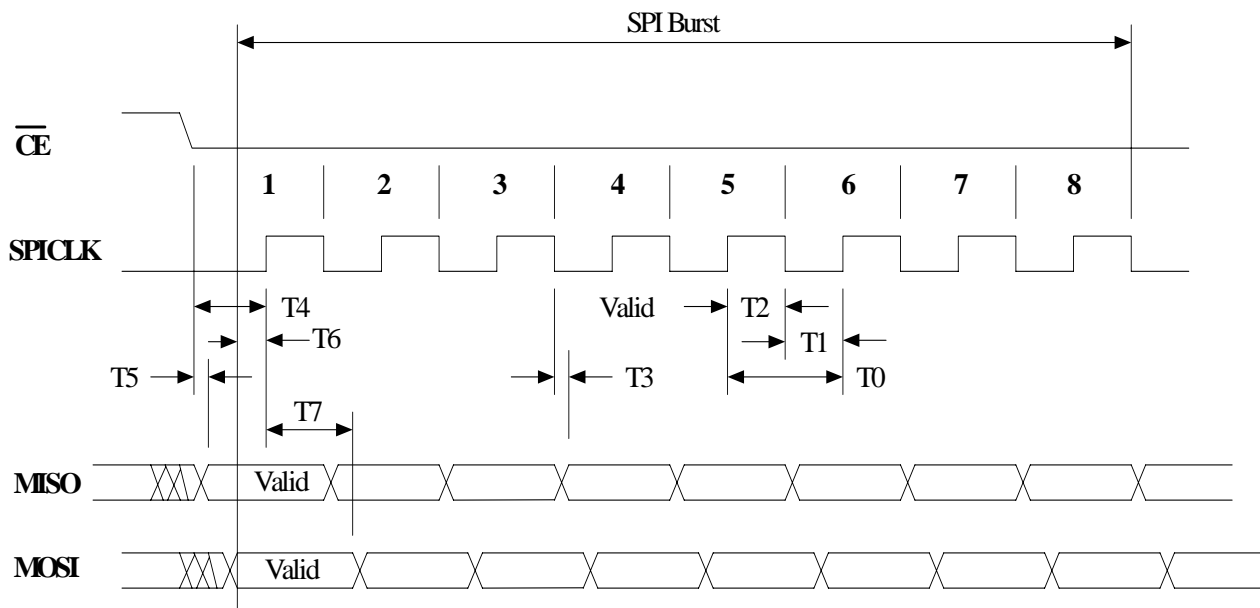 SPI Burst
CE
1 2 3 4 5 6 7 8
SPICLK
T4 Valid T2
T6 T1
T5 T3 T0
T7
MISO Valid
MOSI Valid